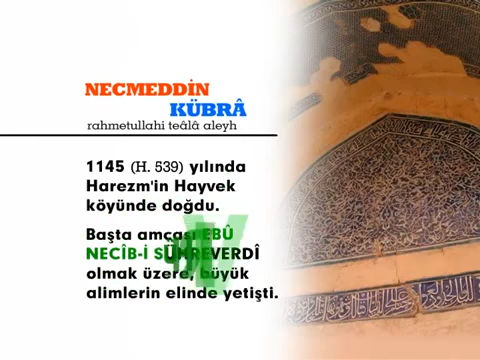 NECMEDDİN
KÜBRÂ
rahmetullahi teâlâ aleyh
1145 (H. 539) yılında
Harezm'in Hayvek
köyünde doğdu.
Başta amcası EBÛ
NECÎB-İ SÜHREVERDÎ
olmak üzere, büyük
alimlerin elinde yetişti.